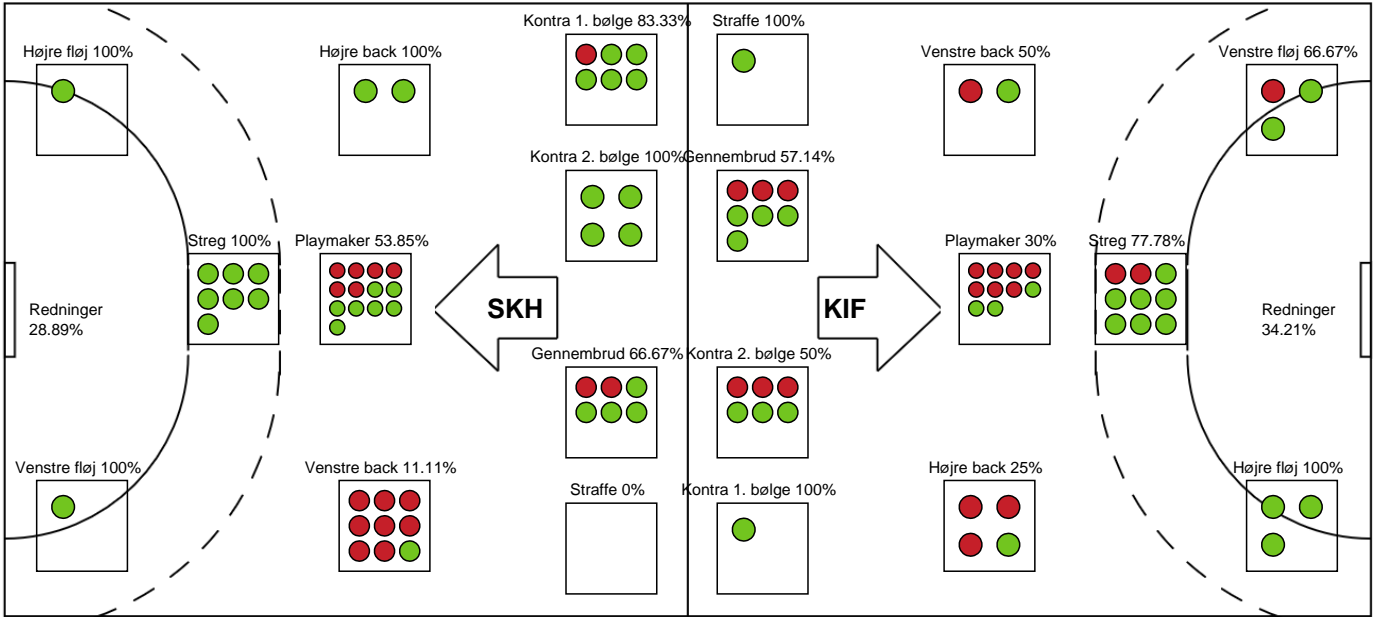 Kontra 1. bølge 83.33%
Straffe 100%
Højre fløj 100%
Højre back 100%
Venstre back 50%
Venstre fløj 66.67%
Kontra 2. bølge 100%
Gennembrud 57.14%
Streg 100%
Playmaker 53.85%
Playmaker 30%
Streg 77.78%
Redninger
28.89%
SKH
KIF
Redninger
34.21%
Gennembrud 66.67%
Kontra 2. bølge 50%
Venstre fløj 100%
Venstre back 11.11%
Højre back 25%
Højre fløj 100%
Straffe 0%
Kontra 1. bølge 100%